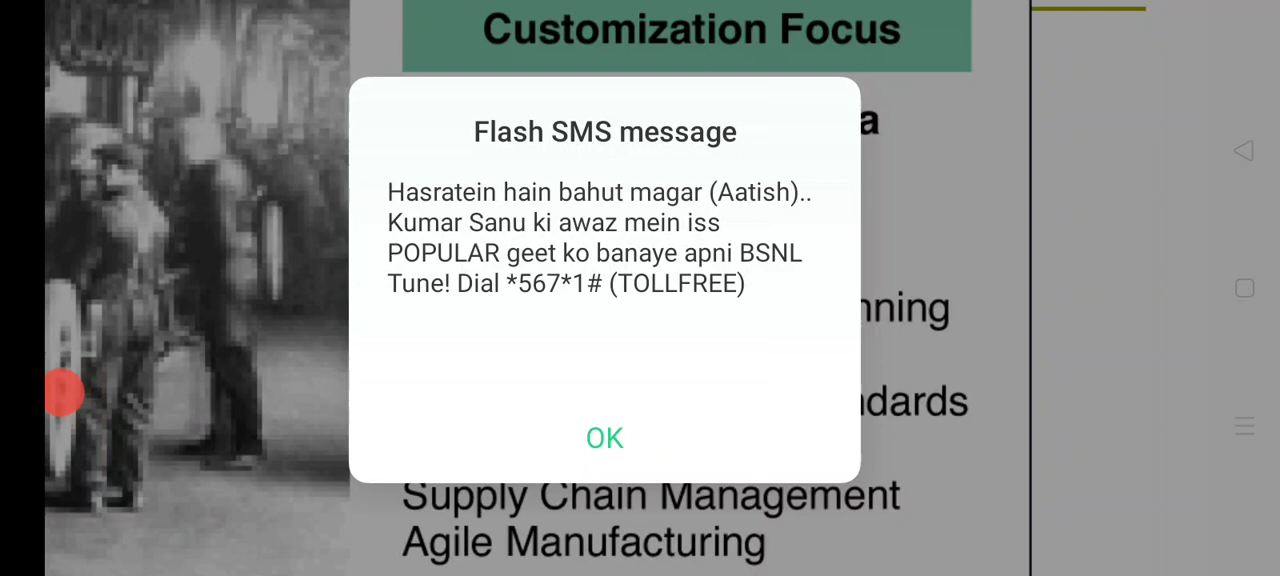 Customization Focus
a
Flash SMS message
Hasratein hain bahut magar (Aatish)..
Kumar Sanu ki awaz mein iss
POPULAR geet ko banaye apni BSNL
Tune! Dial *567*1# (TOLLFREE)
OK
Supply Chain Management
Agile Manufacturing